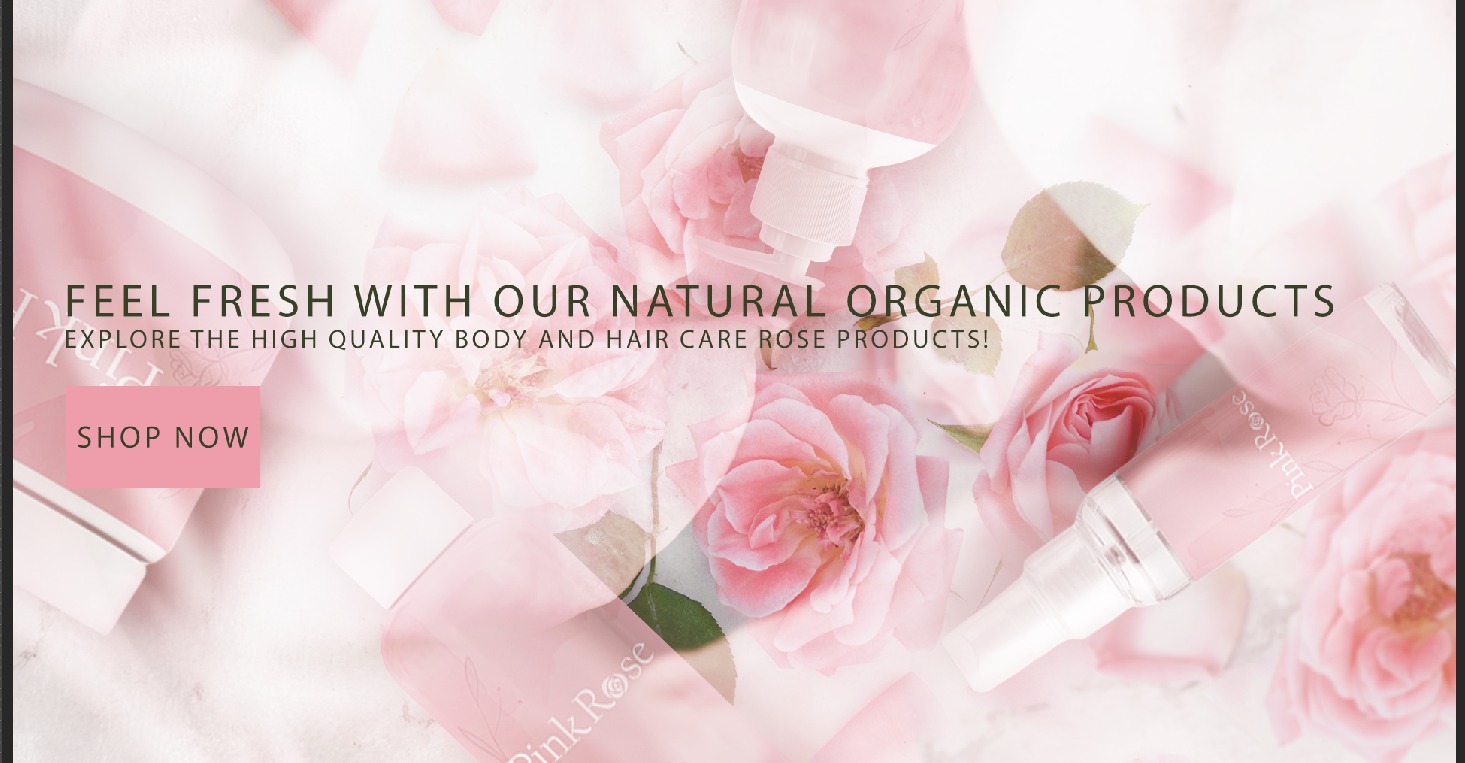 FEEL FRESH WITH OUR NATURAL ORGANIC PRODUCTS
EXPLORE THE HIGH QUALITY BODY AND HAIR CARE ROSE PRODUCTS!
Pink
SHOP NOW
PinkRose
PinkRose